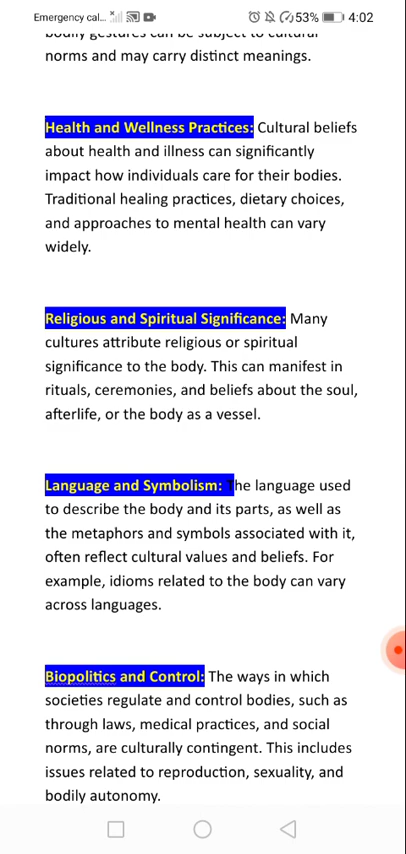 Emergency cal... 53% 4:02
bodily gestures can be subject to cultural
norms and may carry distinct meanings.
Health and Wellness Practices: Cultural beliefs
about health and illness can significantly
impact how individuals care for their bodies.
Traditional healing practices, dietary choices,
and approaches to mental health can vary
widely.
Religious and Spiritual Significance: Many
cultures attribute religious or spiritual
significance to the body. This can manifest in
rituals, ceremonies, and beliefs about the soul,
afterlife, or the body as a vessel.
Language and Symbolism: The language used
to describe the body and its parts, as well as
the metaphors and symbols associated with it,
often reflect cultural values and beliefs. For
example, idioms related to the body can vary
across languages.
Biopolitics and Control: The ways in which
societies regulate and control bodies, such as
through laws, medical practices, and social
norms, are culturally contingent. This includes
issues related to reproduction, sexuality, and
bodily autonomy.